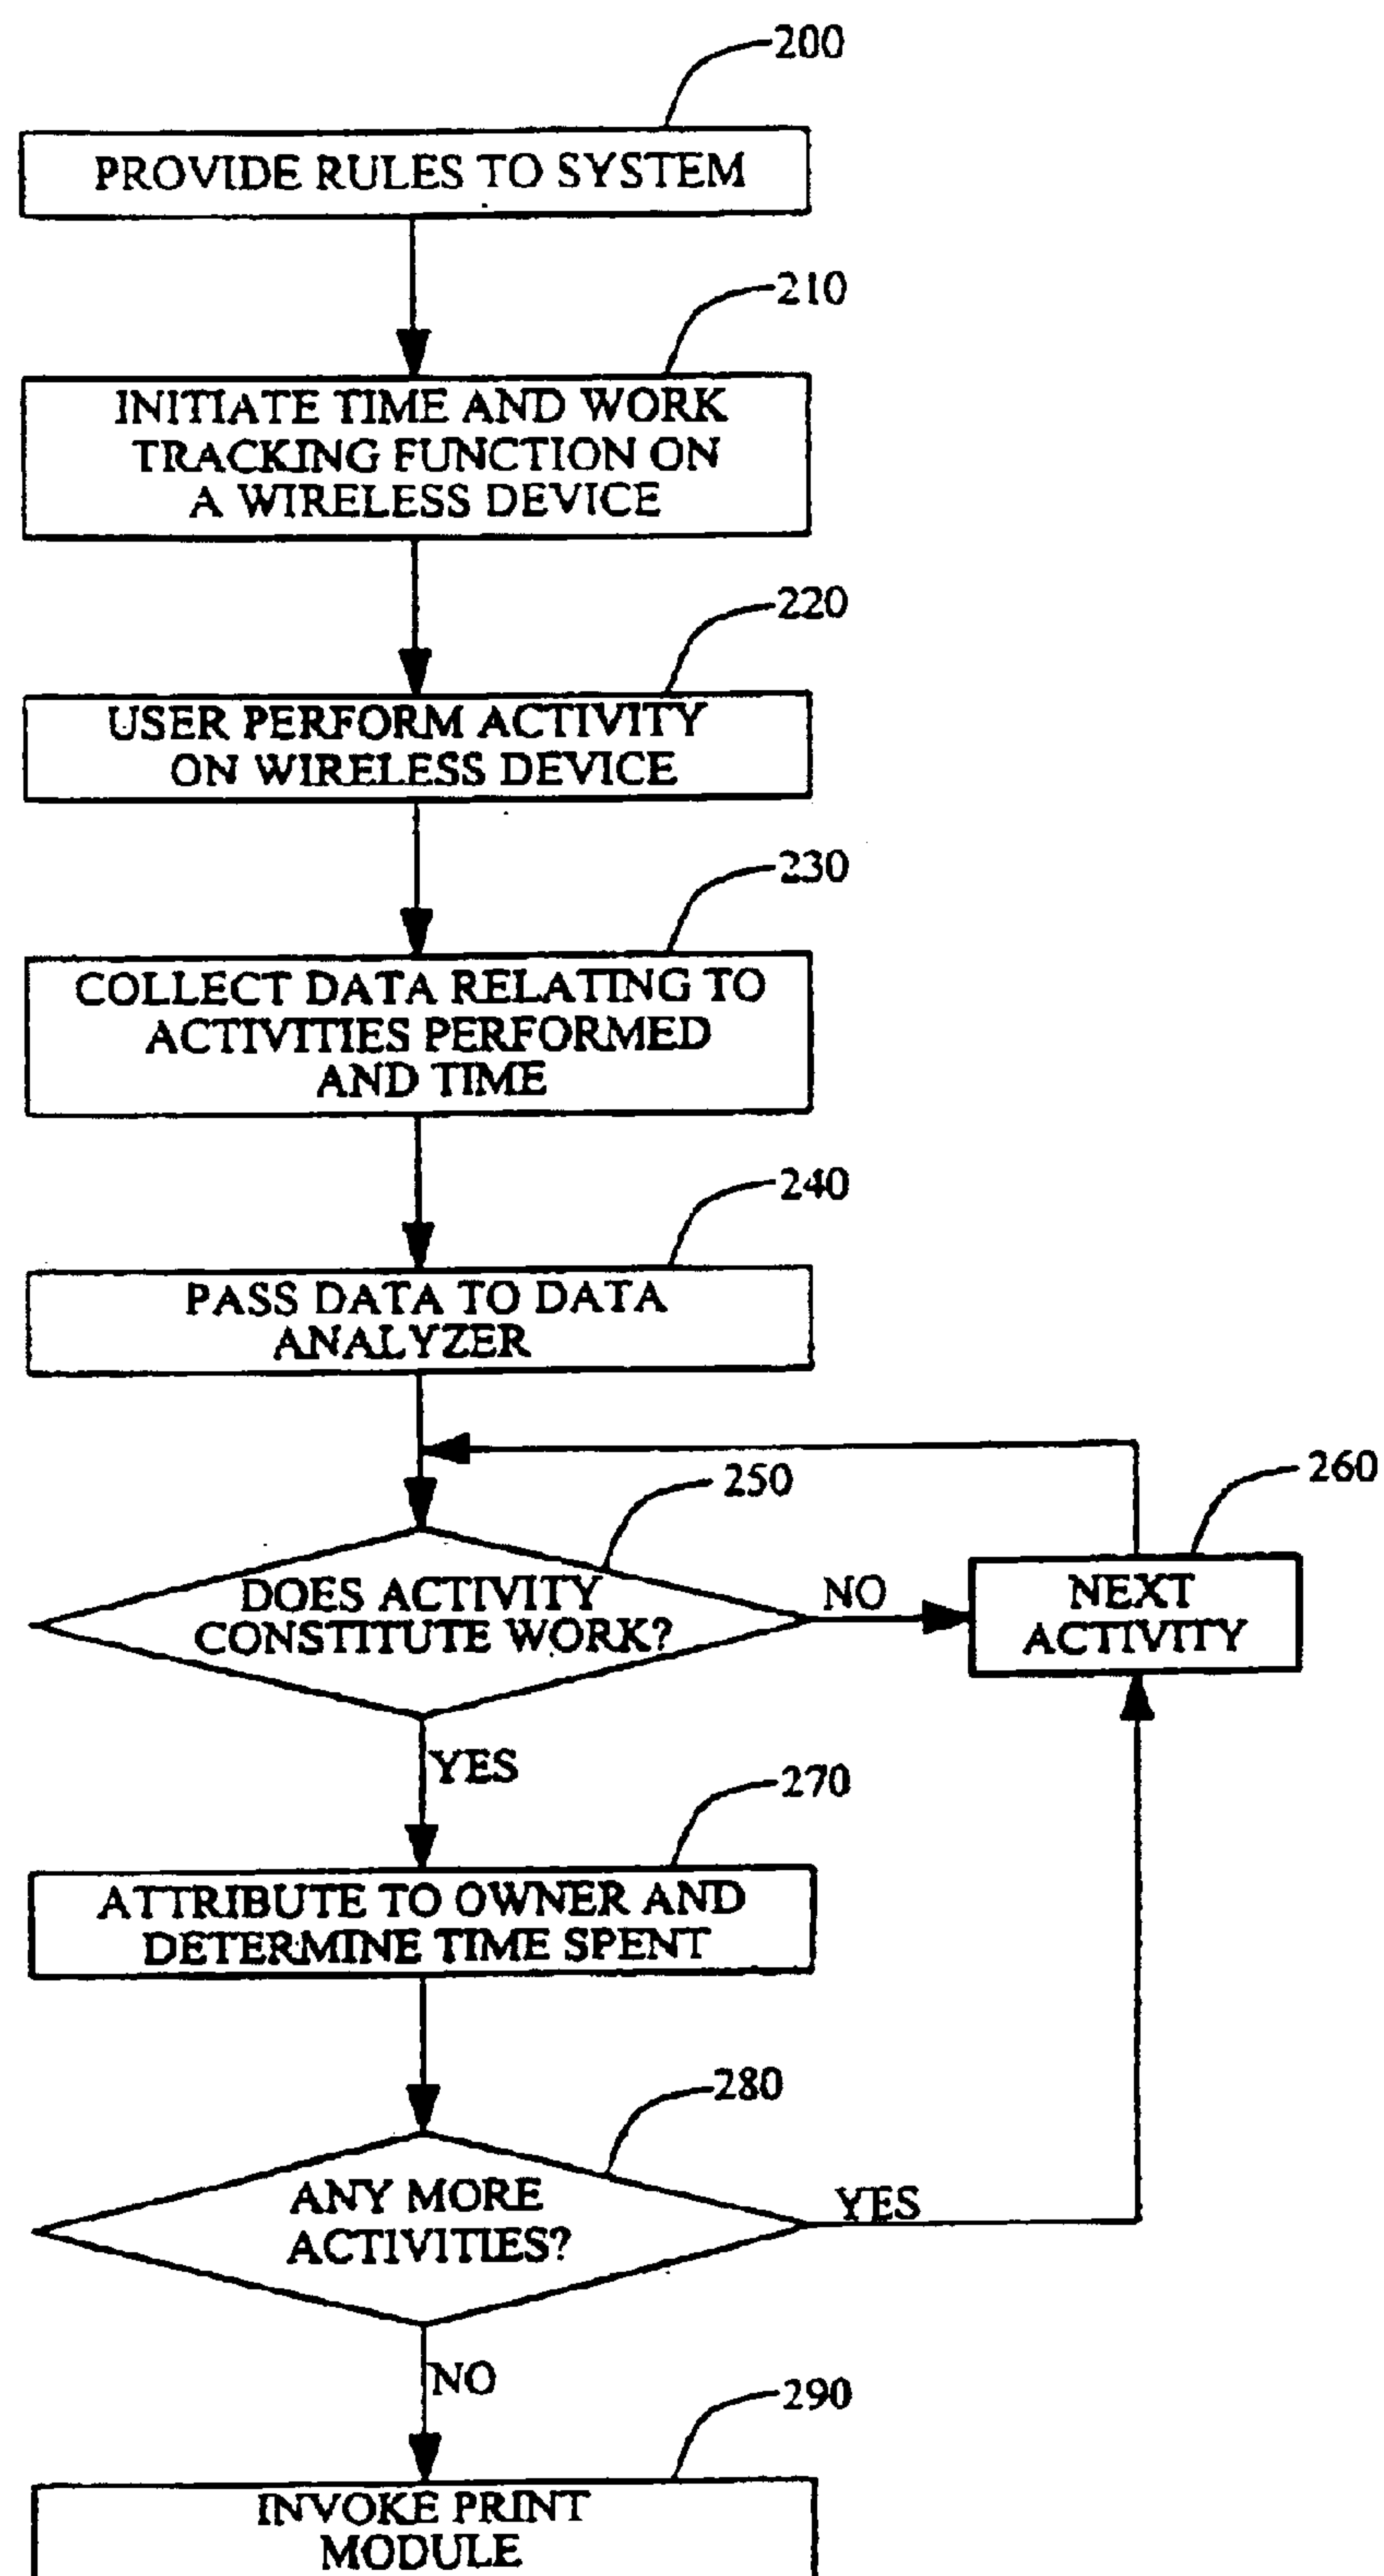 200
PROVIDE RULES TO SYSTEM
210
INITIATE TIME AND WORK
TRACKING FUNCTION ON
A WIRELESS DEVICE
220
USER PERFORM ACTIVITY
ON WIRELESS DEVICE
230
COLLECT DATA RELATING TO
ACTIVITIES PERFORMED
AND TIME
240
PASS DATA TO DATA
ANALYZER
250
260
DOES ACTIVITY
CONSTITUTE WORK?
NO
NEXT
ACTIVITY
YES
270
ATTRIBUTE TO OWNER AND
DETERMINE TIME SPENT
280
ANY MORE
ACTIVITIES?
YES
NO
290
INVOKE PRINT
MODULE